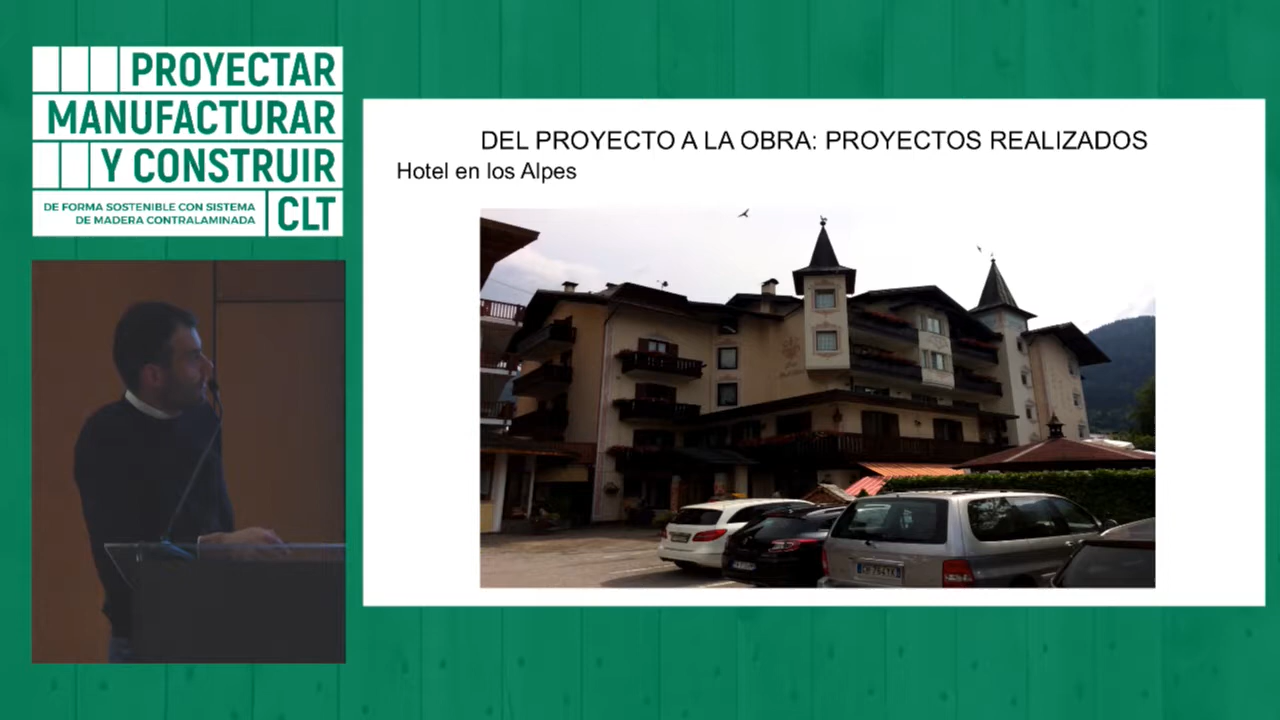 PROYECTAR
MANUFACTURAR
Y CONSTRUIR
DE FORMA SOSTENIBLE CON SISTEMA
DE MADERA CONTRALAMINADA
CLT
DEL PROYECTO A LA OBRA: PROYECTOS REALIZADOS
Hotel en los Alpes